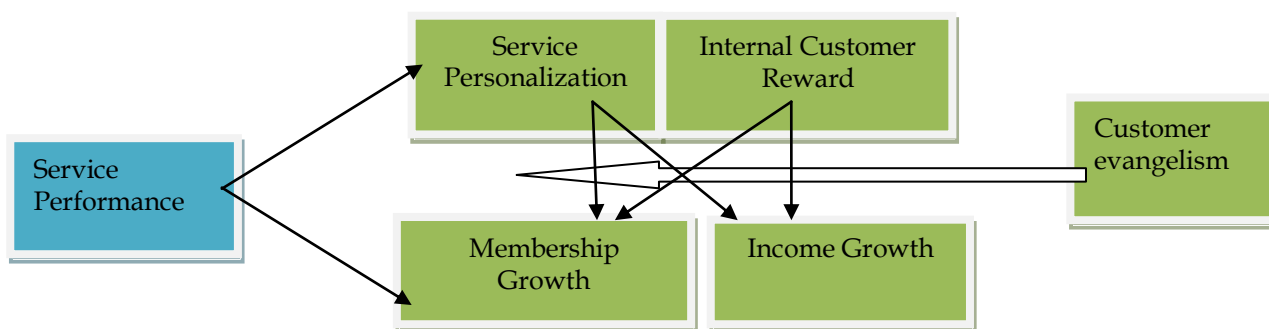 Service
Personalization
Internal Customer
Reward
Customer
evangelism
Service
Performance
Membership
Growth
Income Growth